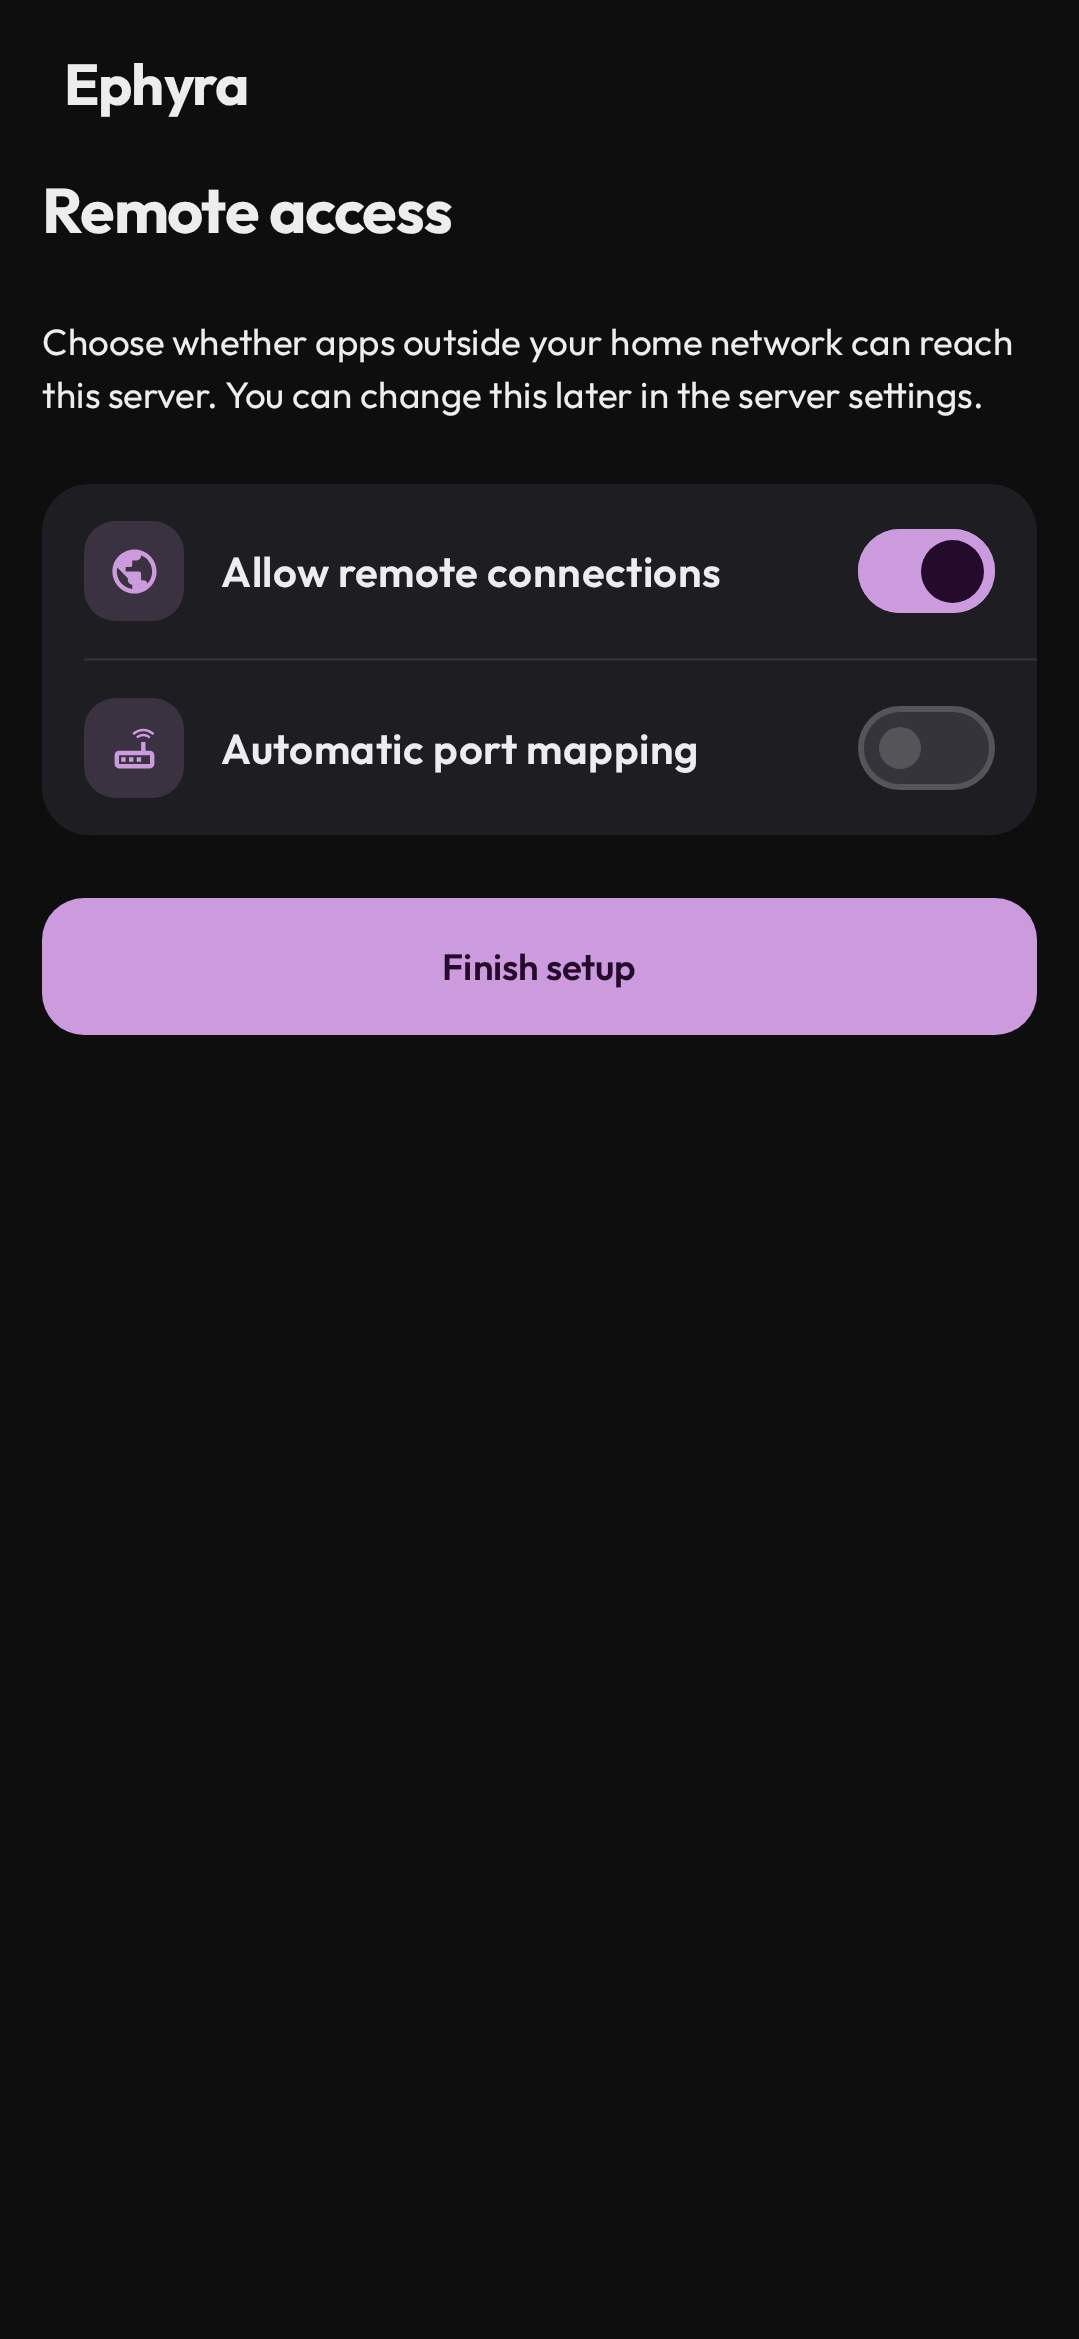 Ephyra
Remote access
Choose whether apps outside your home network can reach
this server. You can change this later in the server settings.
Allow remote connections
Automatic port mapping
Finish setup